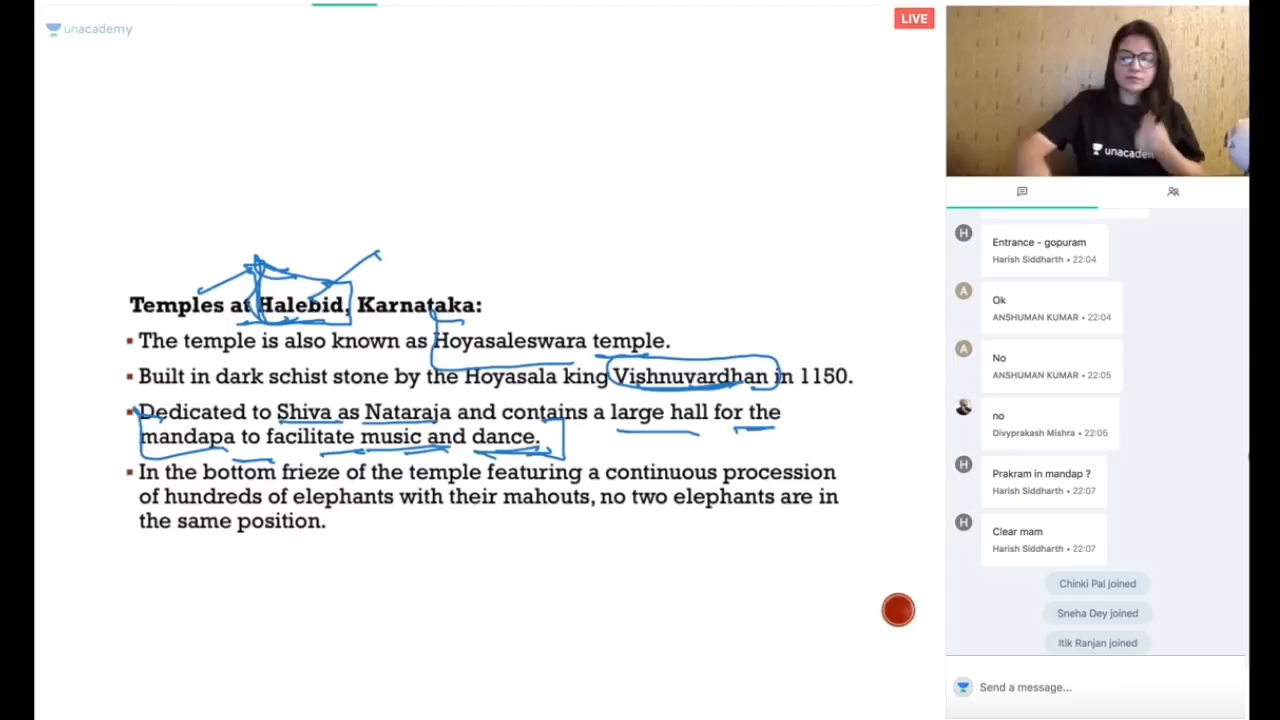 unacademy
LIVE
Temples at Halebid, Karnataka:
The temple is also known as Hoyasaleswara temple.
Built in dark schist stone by the Hoyasala king Vishnuvardhan in 1150.
Dedicated to Shiva as Nataraja and contains a large hall for the
mandapa to facilitate music and dance.
In the bottom frieze of the temple featuring a continuous procession
of hundreds of elephants with their mahouts, no two elephants are in
the same position.
unacadem
H
Entrance - gopuram
Harish Siddharth • 22:04
A
Ok
ANSHUMAN KUMAR • 22:04
A
No
ANSHUMAN KUMAR • 22:05
no
Divyprakash Mishra • 22:05
H
Prakram in mandap ?
Harish Siddharth • 22:07
H
Clear mam
Harish Siddharth • 22:07
Chinki Pal joined
Sneha Dey joined
Itik Ranjan joined
Send a message...